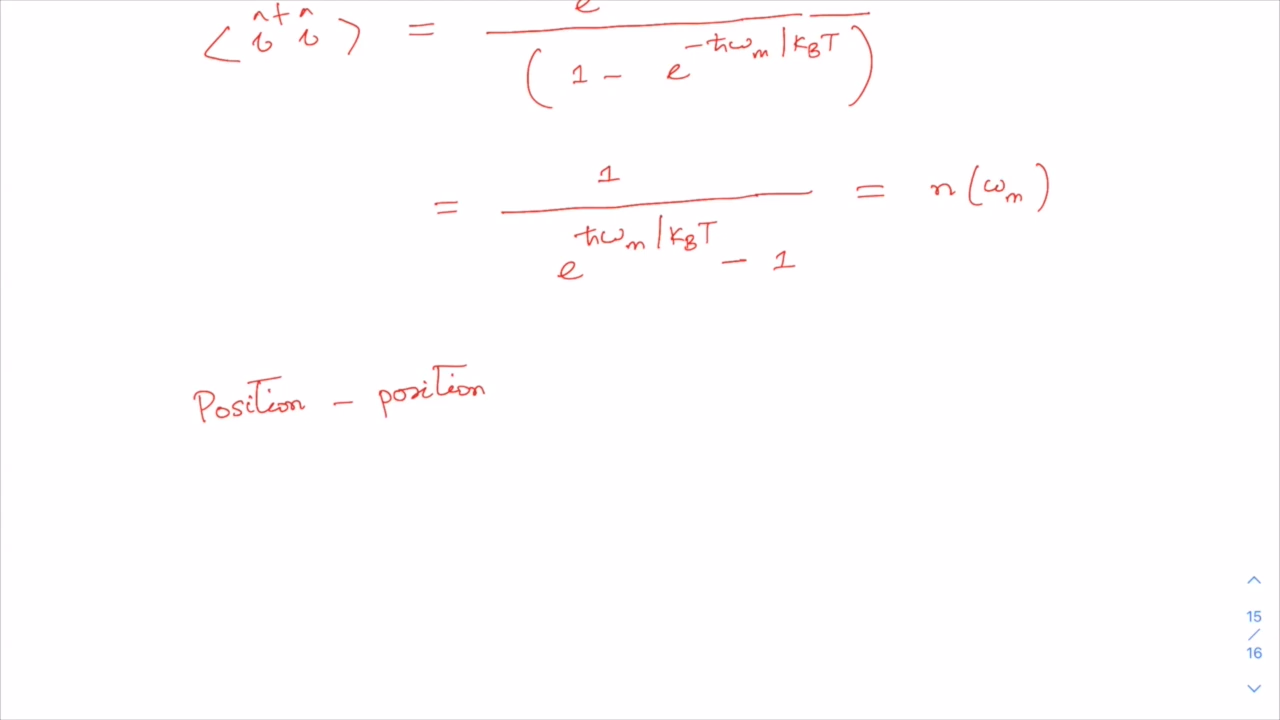 ⟨ b̂† b̂ ⟩ = e / (1 - e^{-ħω_m/k_BT})
= 1 / (e^{ħω_m/k_BT} - 1) = n(ω_m)
Position - position
15
/
16